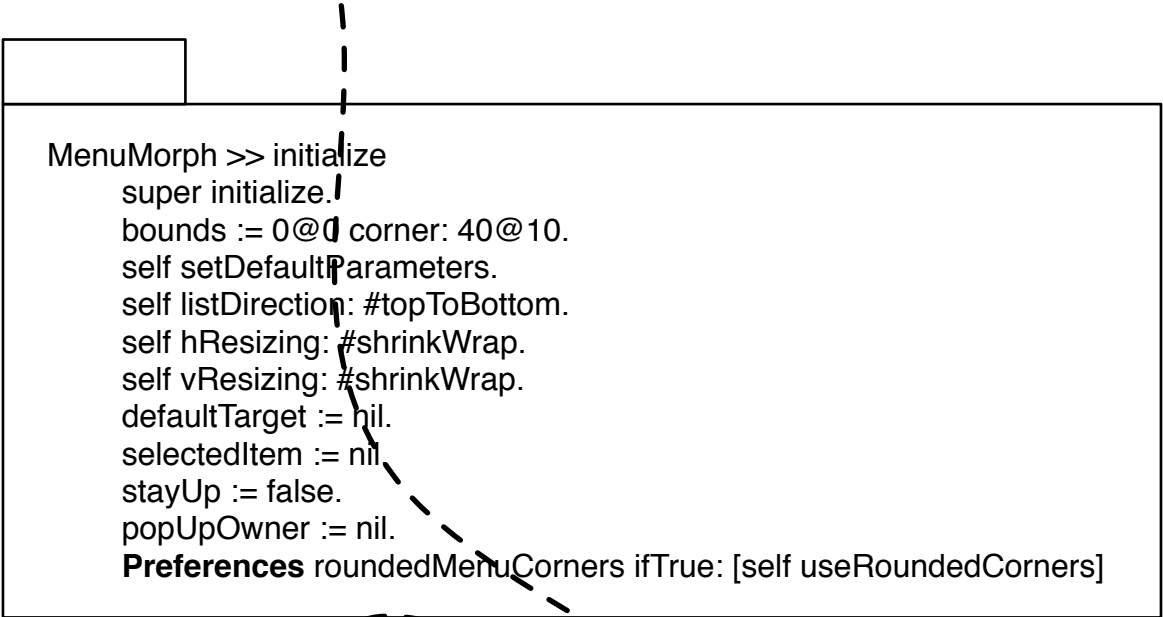 MenuMorph >> initialize
super initialize.
bounds := 0@0 corner: 40@10.
self setDefaultParameters.
self listDirection: #topToBottom.
self hResizing: #shrinkWrap.
self vResizing: #shrinkWrap.
defaultTarget := nil.
selectedItem := nil.
stayUp := false.
popUpOwner := nil.
Preferences roundedMenuCorners ifTrue: [self useRoundedCorners]